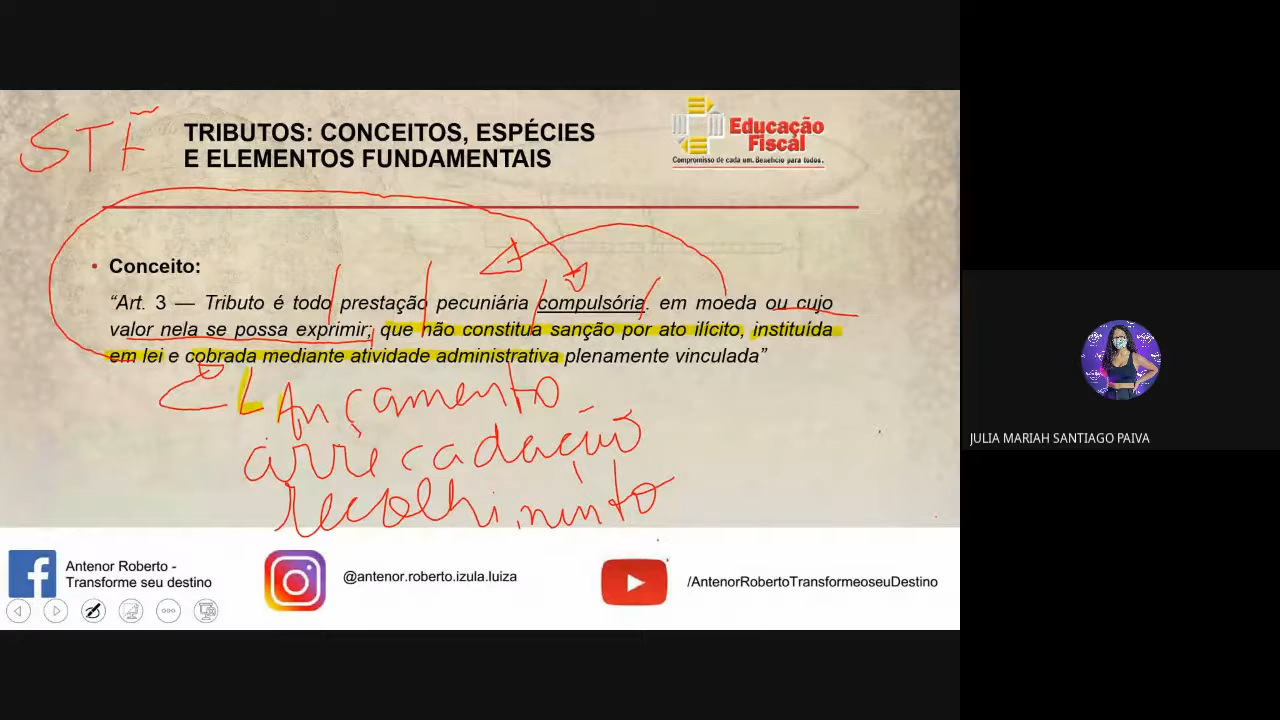 STF
TRIBUTOS: CONCEITOS, ESPÉCIES
E ELEMENTOS FUNDAMENTAIS
Educação
Fiscal
Compromisso de cada um. Benefício para todos.
• Conceito:
“Art. 3 — Tributo é todo prestação pecuniária compulsória. em moeda ou cujo
valor nela se possa exprimir; que não constitua sanção por ato ilícito, instituída
em lei e cobrada mediante atividade administrativa plenamente vinculada”
Lançamento
arrecadação
recolhimento
JULIA MARIAH SANTIAGO PAIVA
Antenor Roberto -
Transforme seu destino
@antenor.roberto.izula.luiza
/AntenorRobertoTransformeoseuDestino